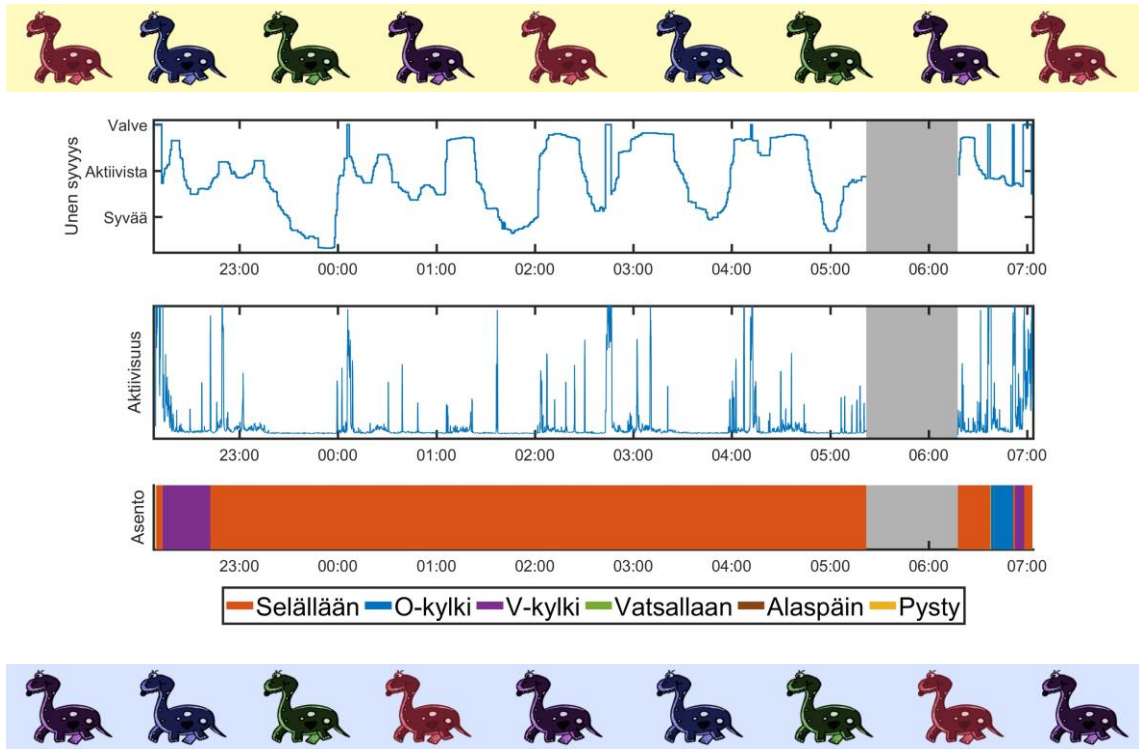 Unen syvyys
Valve
Aktiivista
Syvää
23:00 00:00 01:00 02:00 03:00 04:00 05:00 06:00 07:00
Aktiivisuus
23:00 00:00 01:00 02:00 03:00 04:00 05:00 06:00 07:00
Asento
23:00 00:00 01:00 02:00 03:00 04:00 05:00 06:00 07:00
Selällään O-kylki V-kylki Vatsallaan Alaspäin Pysty